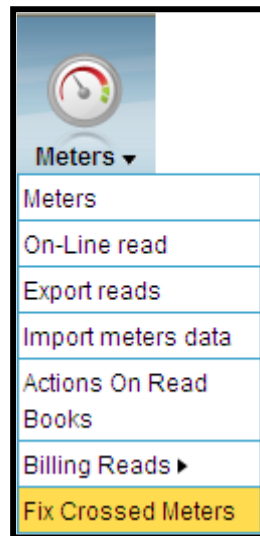 Meters ▾
Meters
On-Line read
Export reads
Import meters data
Actions On Read
Books
Billing Reads ▸
Fix Crossed Meters